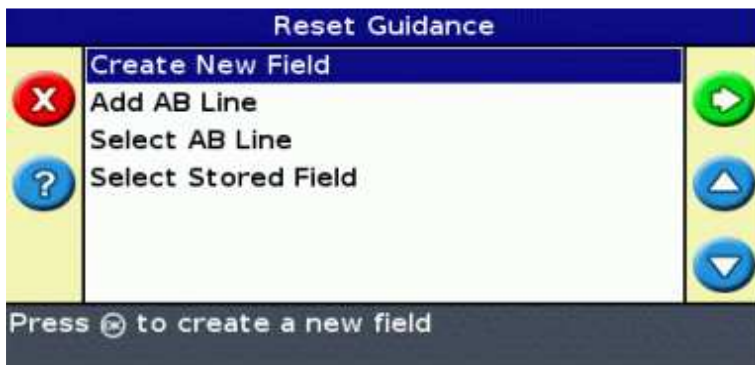 Reset Guidance
Create New Field
Add AB Line
Select AB Line
Select Stored Field
X
?
Press OK to create a new field